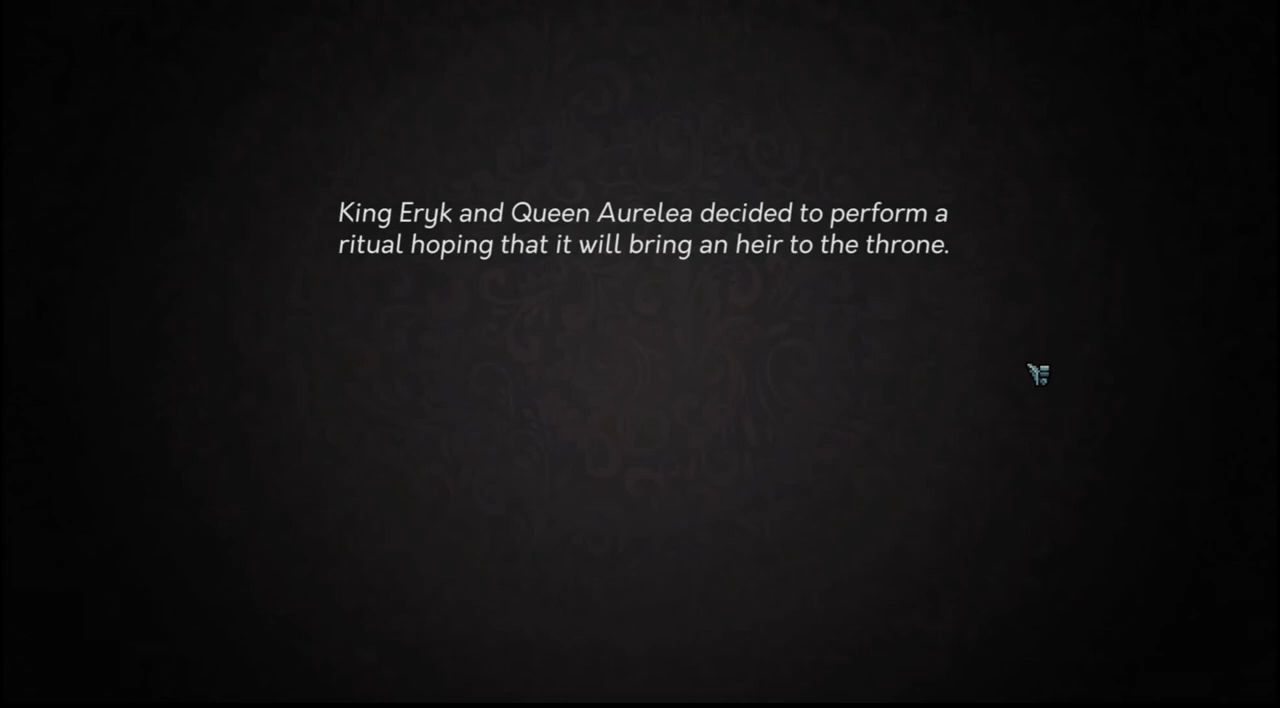 King Eryk and Queen Aurelea decided to perform a
ritual hoping that it will bring an heir to the throne.